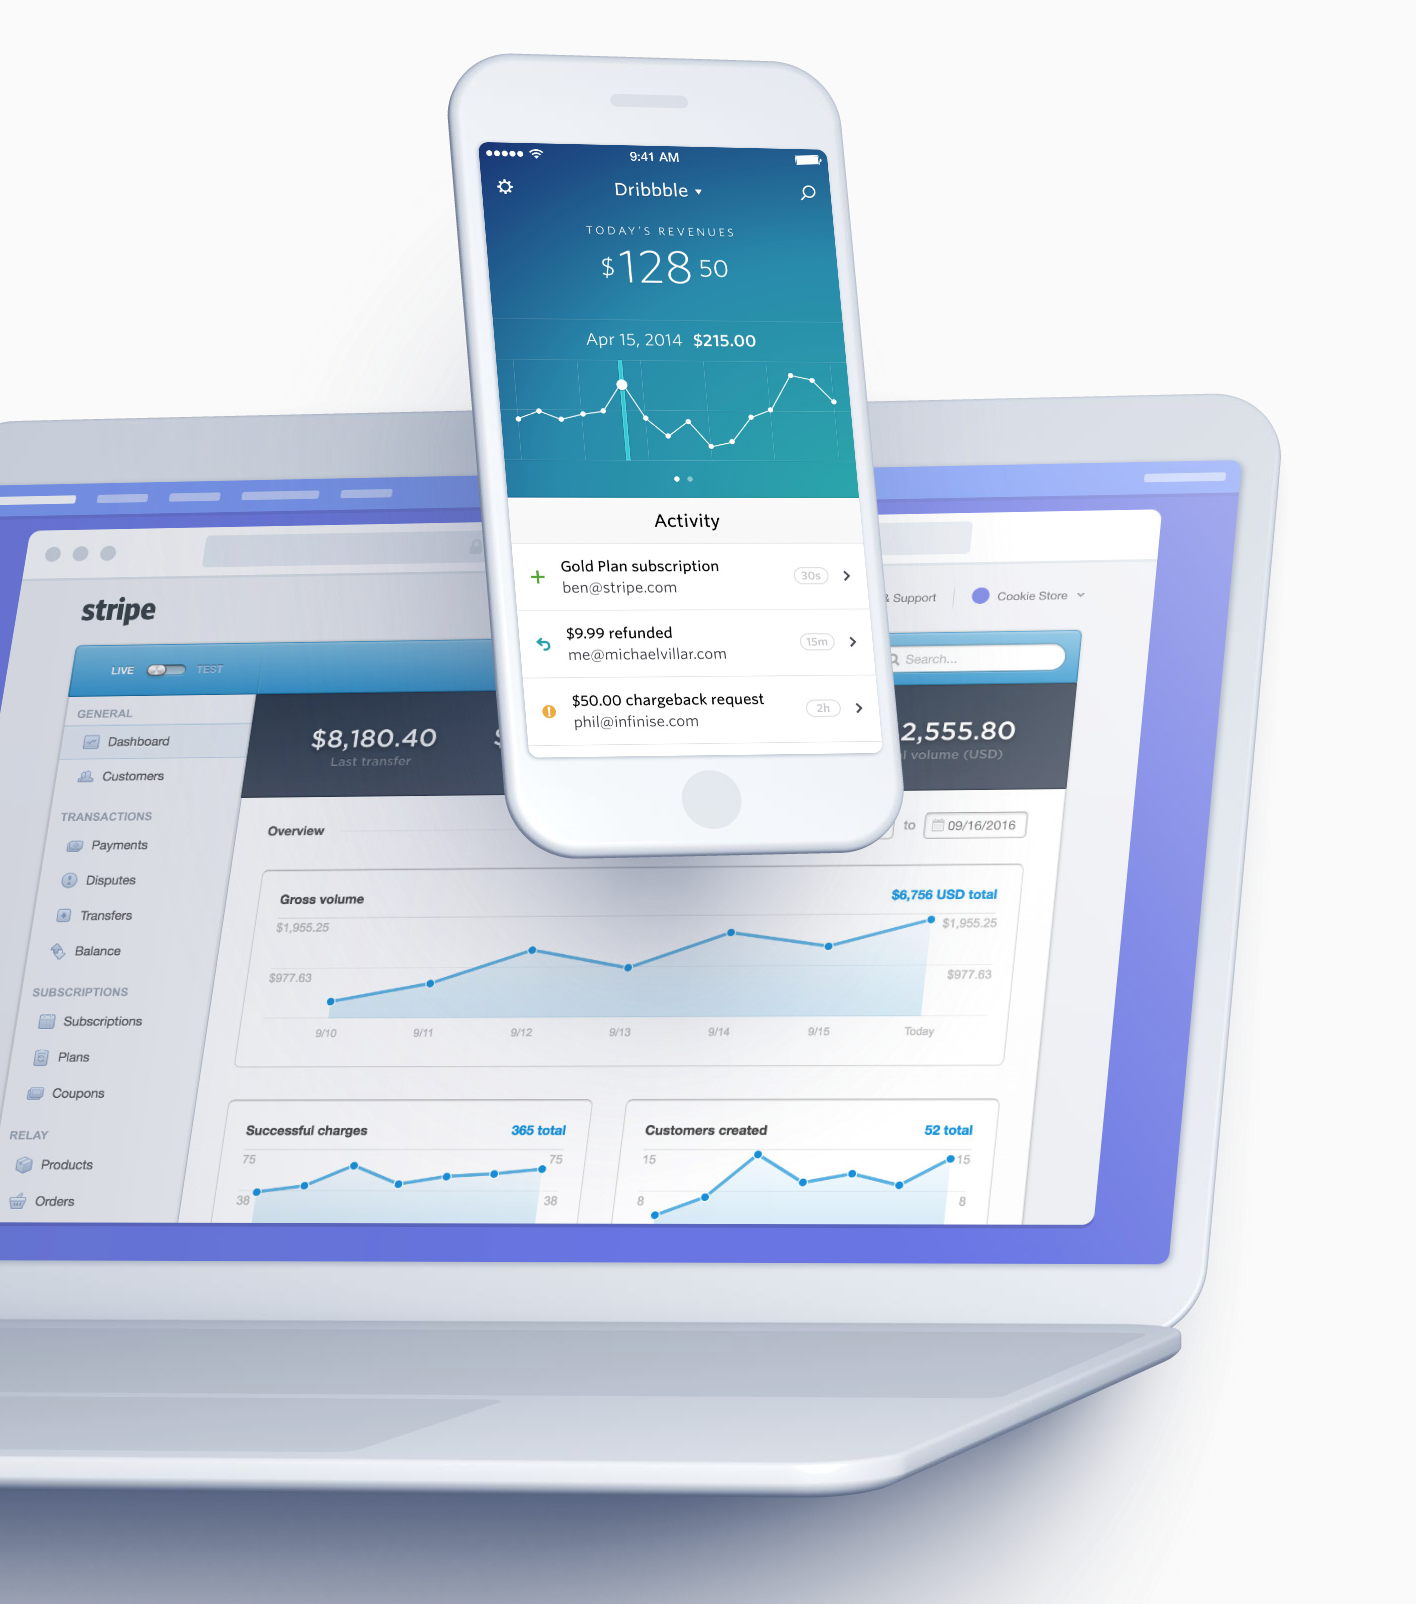 9:41 AM
Dribbble
TODAY'S REVENUES
$128 50
Apr 15, 2014 $215.00
Activity
Gold Plan subscription
ben@stripe.com
30s
$9.99 refunded
me@michaelvillar.com
15m
$50.00 chargeback request
phil@infinise.com
2h
stripe
& Support
Cookie Store
LIVE TEST
Search...
GENERAL
Dashboard
Customers
TRANSACTIONS
Payments
Disputes
Transfers
Balance
SUBSCRIPTIONS
Subscriptions
Plans
Coupons
RELAY
Products
Orders
$8,180.40
Last transfer
$
2,555.80
l volume (USD)
Overview
to 09/16/2016
Gross volume $6,756 USD total
$1,955.25 $1,955.25
$977.63 $977.63
9/10 9/11 9/12 9/13 9/14 9/15 Today
Successful charges 365 total
75 75
38 38
Customers created 52 total
15 15
8 8